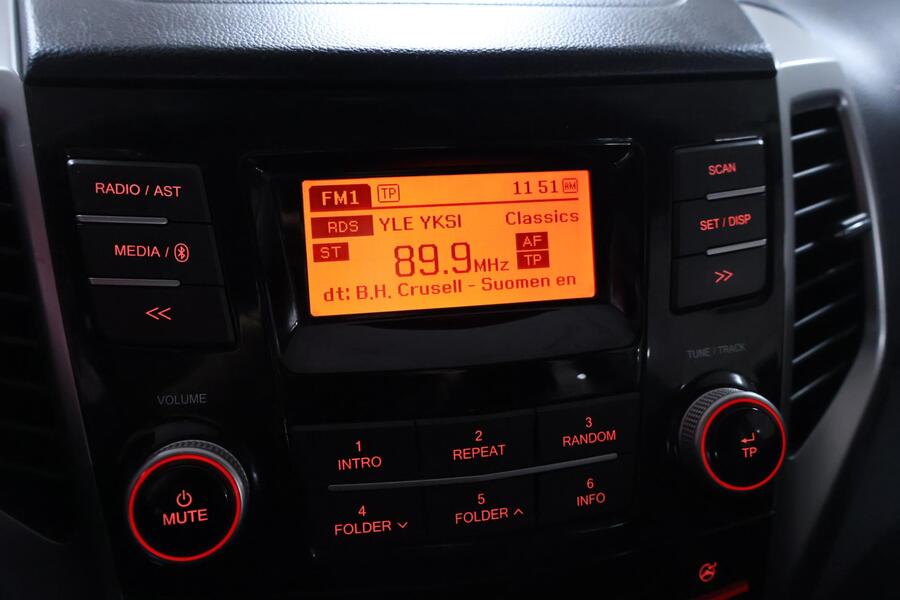 RADIO / AST
MEDIA /
<<
VOLUME
MUTE
FM1 TP 11 51 AM
RDS YLE YKSI Classics
ST 89.9MHz AF
TP
dt: B.H. Crusell - Suomen en
1 INTRO
2 REPEAT
3 RANDOM
4 FOLDER
5 FOLDER
6 INFO
SCAN
SET / DISP
>>
TUNE / TRACK
TP